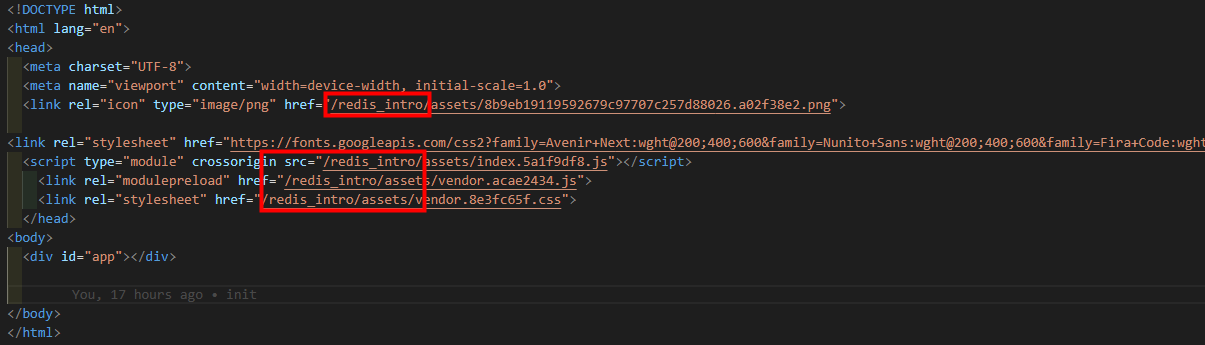 <!DOCTYPE html>
<html lang="en">
<head>
<meta charset="UTF-8">
<meta name="viewport" content="width=device-width, initial-scale=1.0">
<link rel="icon" type="image/png" href="/redis_intro/assets/8b9eb19119592679c97707c257d88026.a02f38e2.png">
<link rel="stylesheet" href="https://fonts.googleapis.com/css2?family=Avenir+Next:wght@200;400;600&family=Nunito+Sans:wght@200;400;600&family=Fira+Code:wght
<script type="module" crossorigin src="/redis_intro/assets/index.5a1f9df8.js"></script>
<link rel="modulepreload" href="/redis_intro/assets/vendor.acae2434.js">
<link rel="stylesheet" href="/redis_intro/assets/vendor.8e3fc65f.css">
</head>
<body>
<div id="app"></div>
You, 17 hours ago • init
</body>
</html>